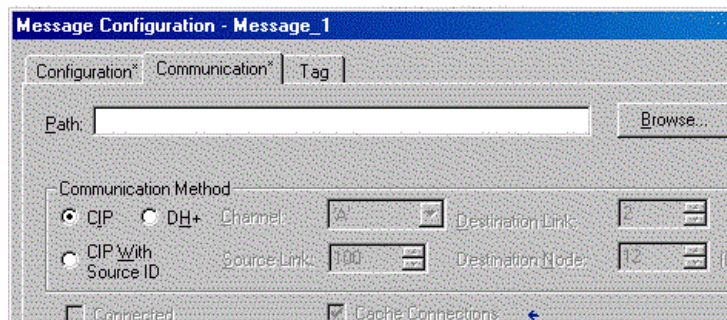 Message Configuration - Message_1
Configuration* Communication* Tag
Path: Browse...
Communication Method
CIP DH+ Channel: 'A' Destination Link: 2
CIP With Source ID Source Link: 100 Destination Node: 12
Connected Cache Connections ←